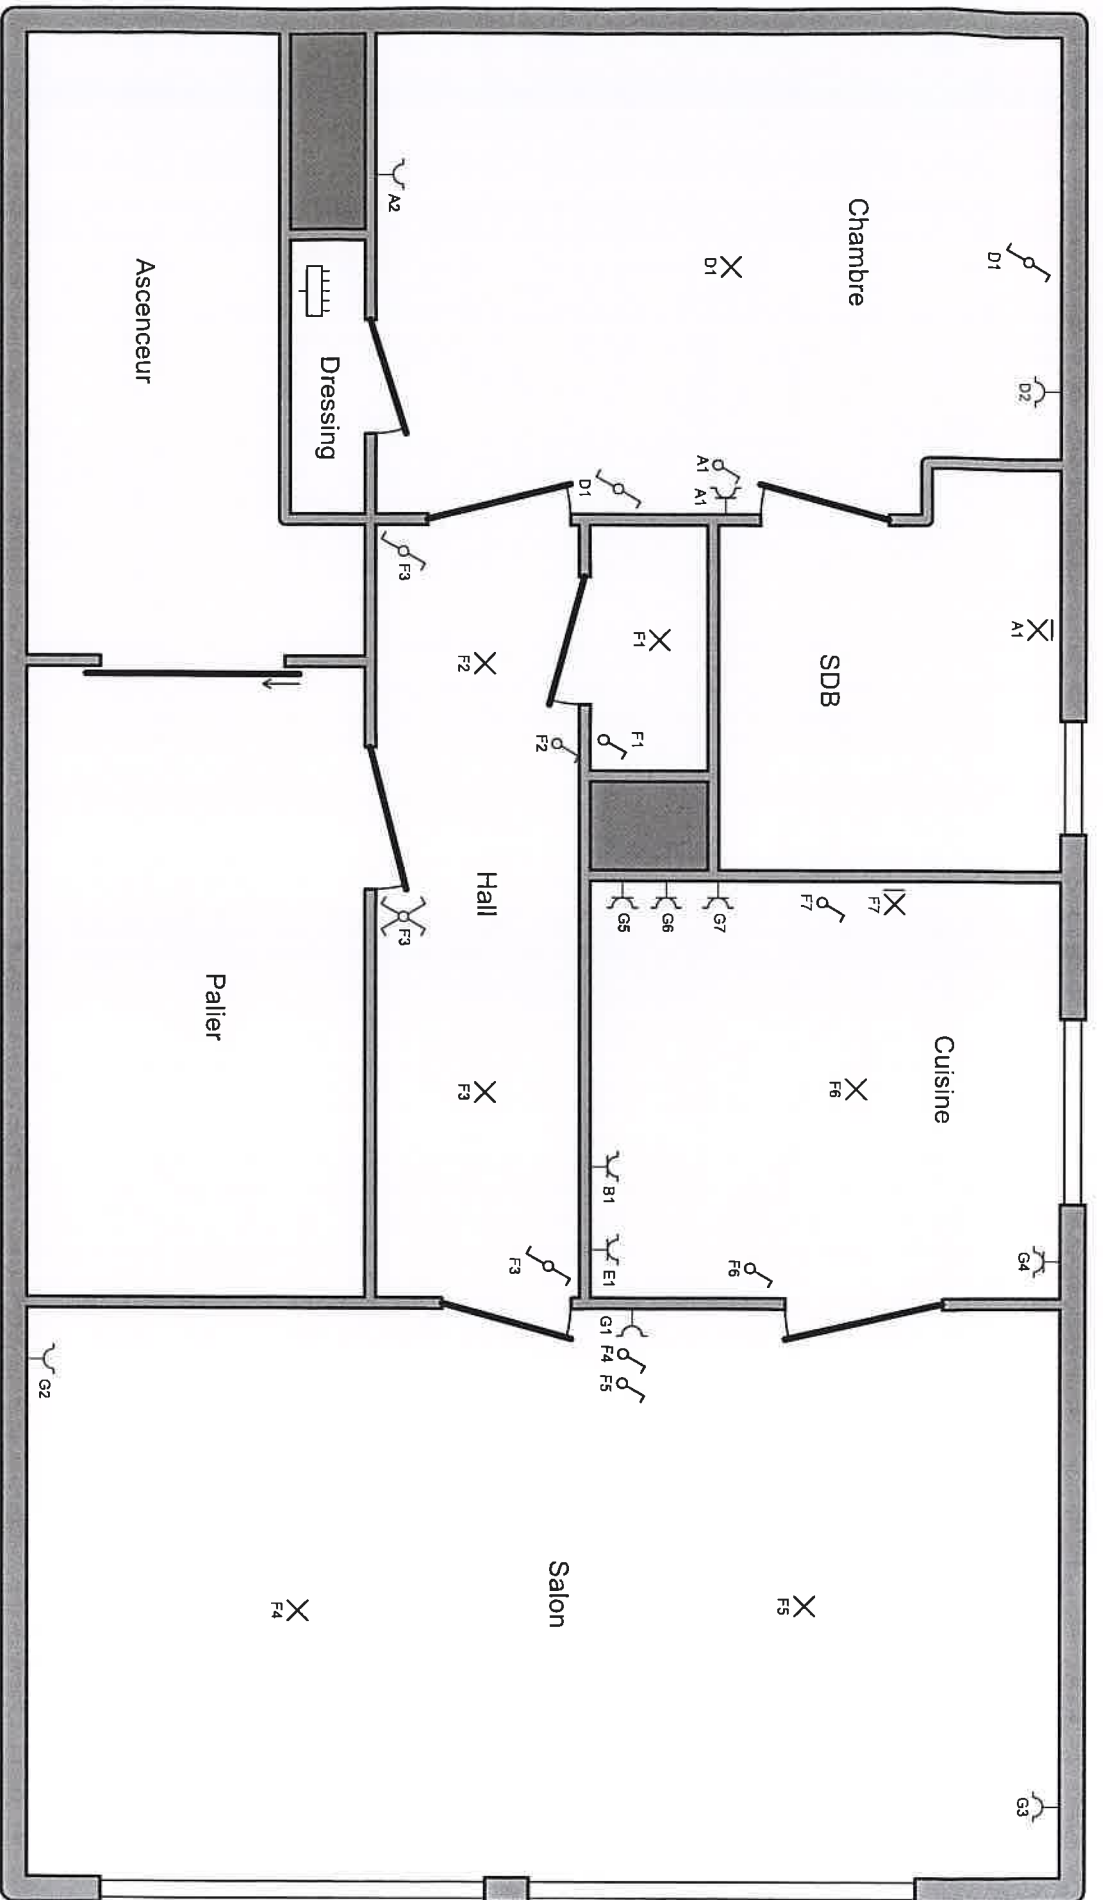 D2
A1
G4
G3
D1
Cuisine
Chambre
F7
F6
SDB
F7
F5
F6
G7
D1
A1
A1
G6
F1
F1
G5
B1
E1
G1
F4
F5
D1
Salon
F2
F3
Hall
F2
F3
F3
F3
A2
Dressing
F4
Palier
Ascenceur
G2